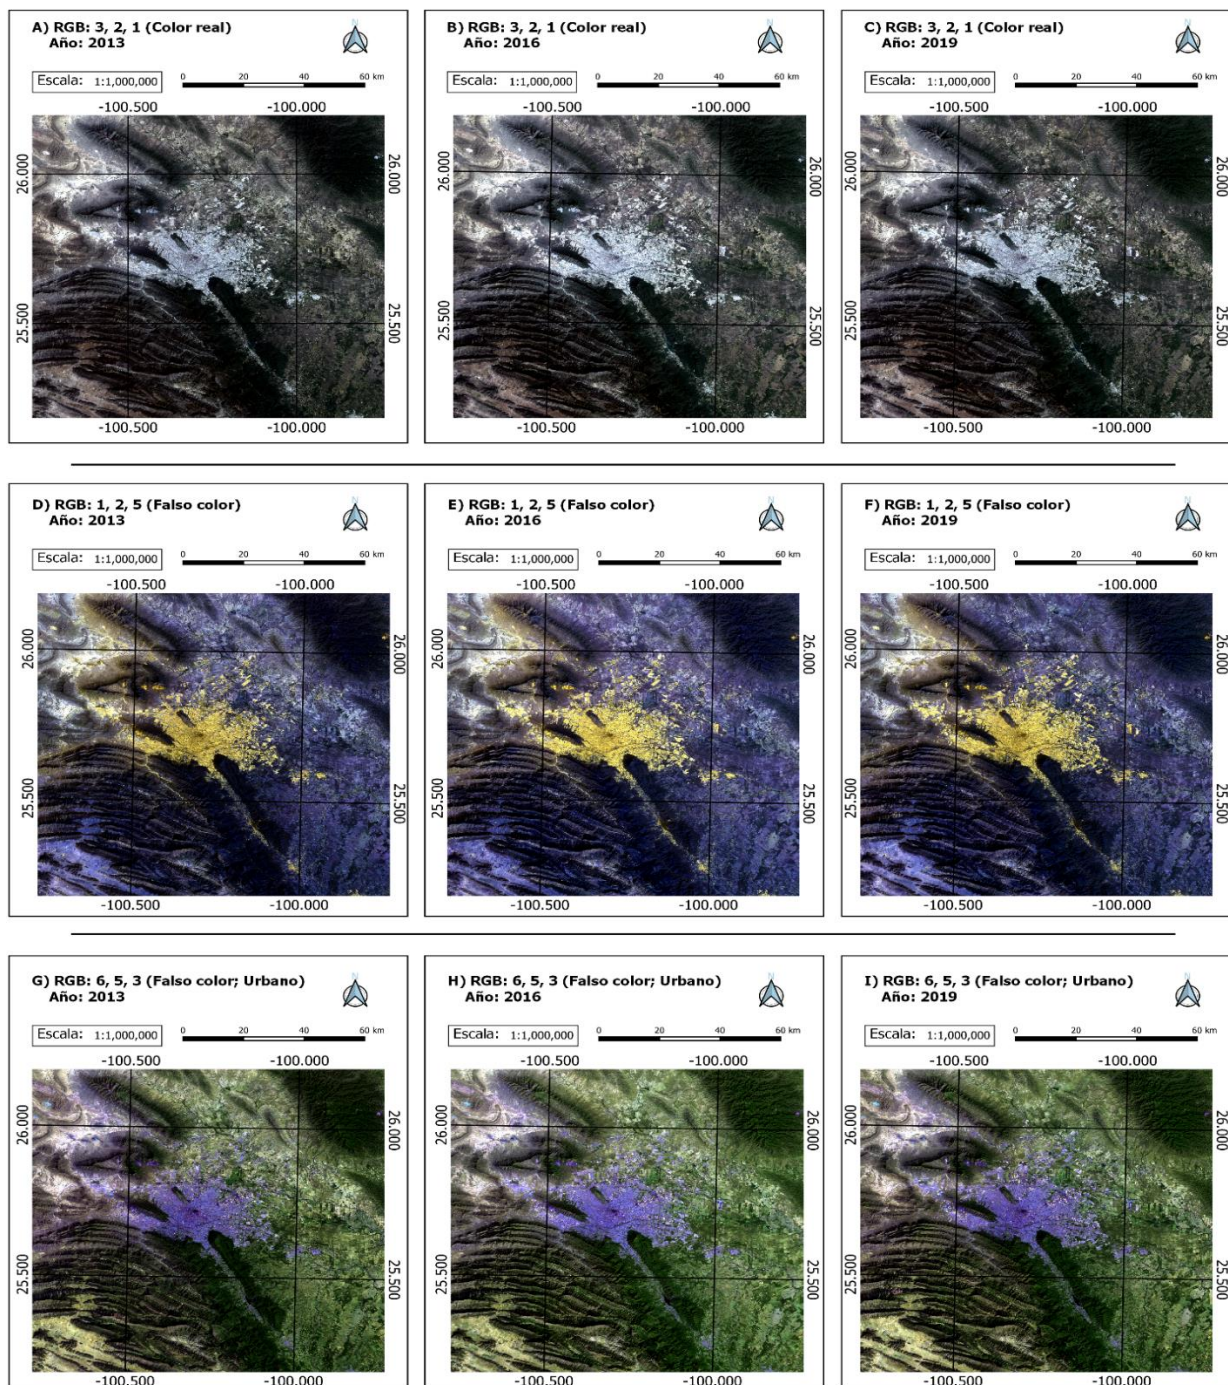 A) RGB: 3, 2, 1 (Color real)
Año: 2013
N
Escala: 1:1,000,000
0 20 40 60 km
-100.500 -100.000
26.000 26.000
25.500 25.500
-100.500 -100.000
B) RGB: 3, 2, 1 (Color real)
Año: 2016
N
Escala: 1:1,000,000
0 20 40 60 km
-100.500 -100.000
26.000 26.000
25.500 25.500
-100.500 -100.000
C) RGB: 3, 2, 1 (Color real)
Año: 2019
N
Escala: 1:1,000,000
0 20 40 60 km
-100.500 -100.000
26.000 26.000
25.500 25.500
-100.500 -100.000
D) RGB: 1, 2, 5 (Falso color)
Año: 2013
N
Escala: 1:1,000,000
0 20 40 60 km
-100.500 -100.000
26.000 26.000
25.500 25.500
-100.500 -100.000
E) RGB: 1, 2, 5 (Falso color)
Año: 2016
N
Escala: 1:1,000,000
0 20 40 60 km
-100.500 -100.000
26.000 26.000
25.500 25.500
-100.500 -100.000
F) RGB: 1, 2, 5 (Falso color)
Año: 2019
N
Escala: 1:1,000,000
0 20 40 60 km
-100.500 -100.000
26.000 26.000
25.500 25.500
-100.500 -100.000
G) RGB: 6, 5, 3 (Falso color; Urbano)
Año: 2013
N
Escala: 1:1,000,000
0 20 40 60 km
-100.500 -100.000
26.000 26.000
25.500 25.500
-100.500 -100.000
H) RGB: 6, 5, 3 (Falso color; Urbano)
Año: 2016
N
Escala: 1:1,000,000
0 20 40 60 km
-100.500 -100.000
26.000 26.000
25.500 25.500
-100.500 -100.000
I) RGB: 6, 5, 3 (Falso color; Urbano)
Año: 2019
N
Escala: 1:1,000,000
0 20 40 60 km
-100.500 -100.000
26.000 26.000
25.500 25.500
-100.500 -100.000